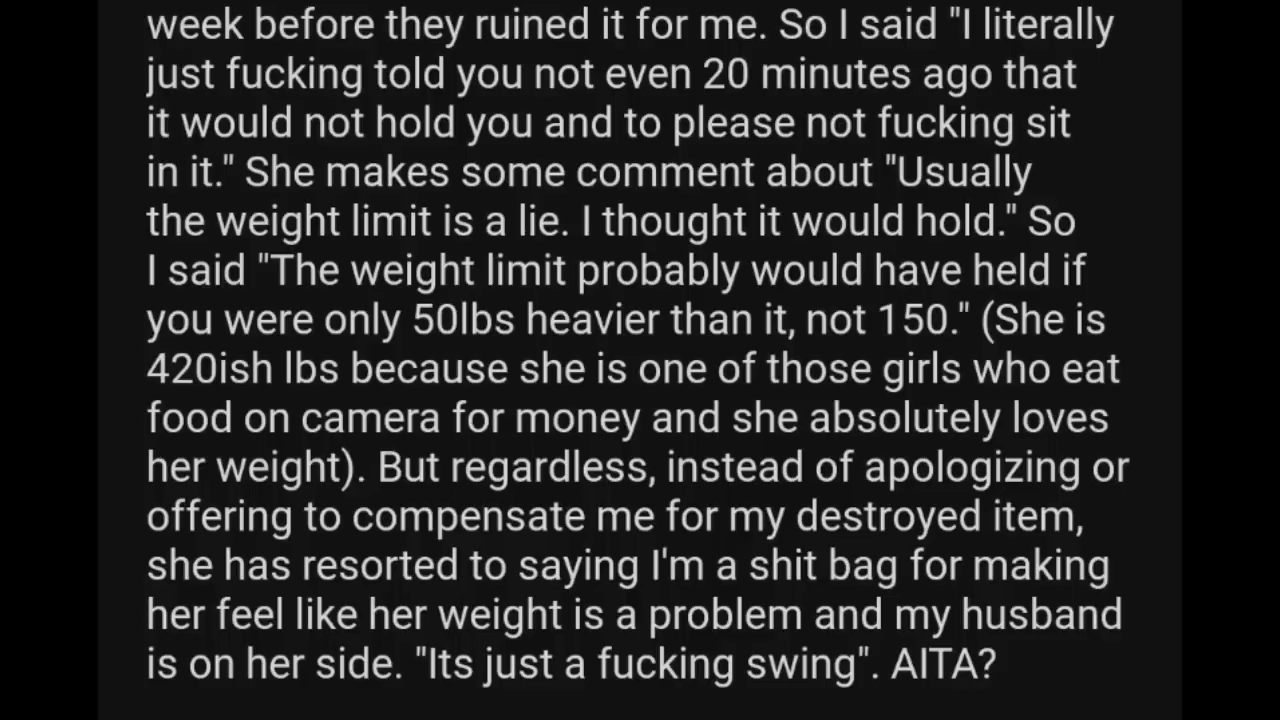 week before they ruined it for me. So I said "I literally
just fucking told you not even 20 minutes ago that
it would not hold you and to please not fucking sit
in it." She makes some comment about "Usually
the weight limit is a lie. I thought it would hold." So
I said "The weight limit probably would have held if
you were only 50lbs heavier than it, not 150." (She is
420ish lbs because she is one of those girls who eat
food on camera for money and she absolutely loves
her weight). But regardless, instead of apologizing or
offering to compensate me for my destroyed item,
she has resorted to saying I'm a shit bag for making
her feel like her weight is a problem and my husband
is on her side. "Its just a fucking swing". AITA?